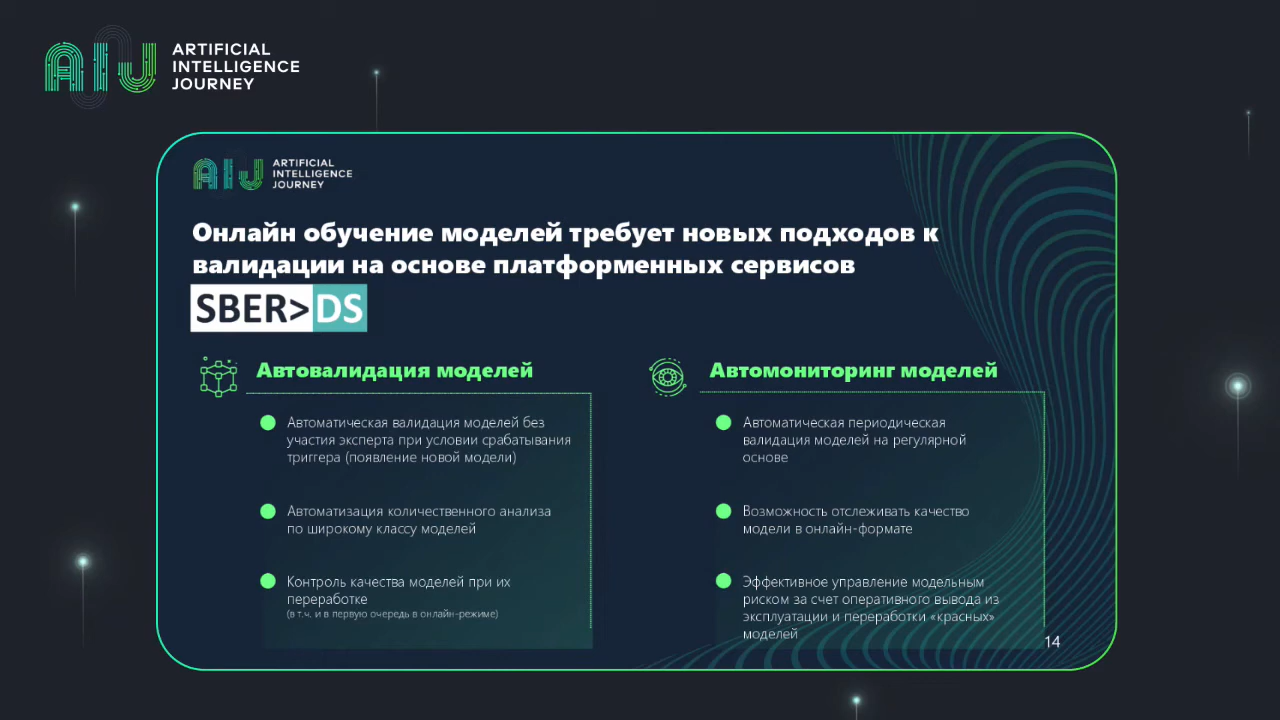 ARTIFICIAL
INTELLIGENCE
JOURNEY
AIJ
ARTIFICIAL
INTELLIGENCE
JOURNEY
AIJ
Онлайн обучение моделей требует новых подходов к
валидации на основе платформенных сервисов
SBER>DS
Автовалидация моделей
Автоматическая валидация моделей без
участия эксперта при условии срабатывания
триггера (появление новой модели)
Автоматизация количественного анализа
по широкому классу моделей
Контроль качества моделей при их
переработке
(в т.ч. и в первую очередь в онлайн-режиме)
Автомониторинг моделей
Автоматическая периодическая
валидация моделей на регулярной
основе
Возможность отслеживать качество
модели в онлайн-формате
Эффективное управление модельным
риском за счет оперативного вывода из
эксплуатации и переработки «красных»
моделей
14